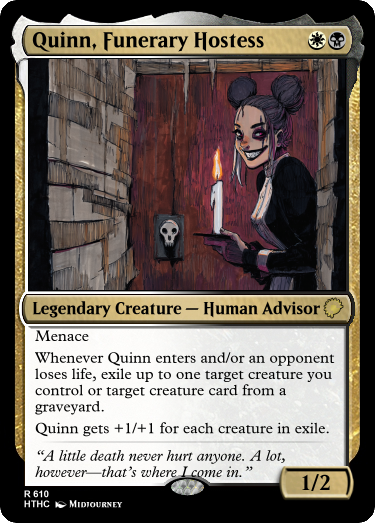 Quinn, Funerary Hostess
Legendary Creature — Human Advisor
Menace
Whenever Quinn enters and/or an opponent
loses life, exile up to one target creature you
control or target creature card from a
graveyard.
Quinn gets +1/+1 for each creature in exile.
“A little death never hurt anyone. A lot,
however—that’s where I come in.”
1/2
R 610
HTHC Midjourney